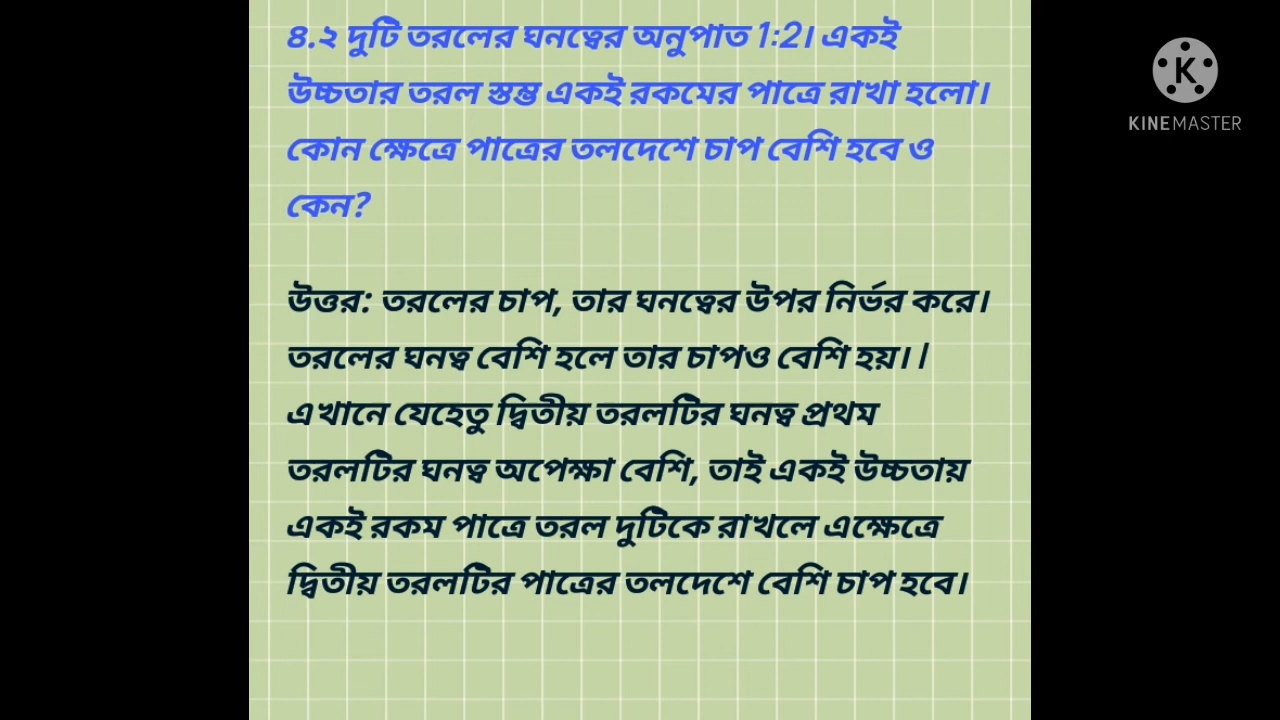 ৪.২ দুটি তরলের ঘনত্বের অনুপাত 1:2। একই
উচ্চতার তরল স্তম্ভ একই রকমের পাত্রে রাখা হলো।
কোন ক্ষেত্রে পাত্রের তলদেশে চাপ বেশি হবে ও
কেন?
উত্তর: তরলের চাপ, তার ঘনত্বের উপর নির্ভর করে।
তরলের ঘনত্ব বেশি হলে তার চাপও বেশি হয়। |
এখানে যেহেতু দ্বিতীয় তরলটির ঘনত্ব প্রথম
তরলটির ঘনত্ব অপেক্ষা বেশি, তাই একই উচ্চতায়
একই রকম পাত্রে তরল দুটিকে রাখলে এক্ষেত্রে
দ্বিতীয় তরলটির পাত্রের তলদেশে বেশি চাপ হবে।
K
KINEMASTER